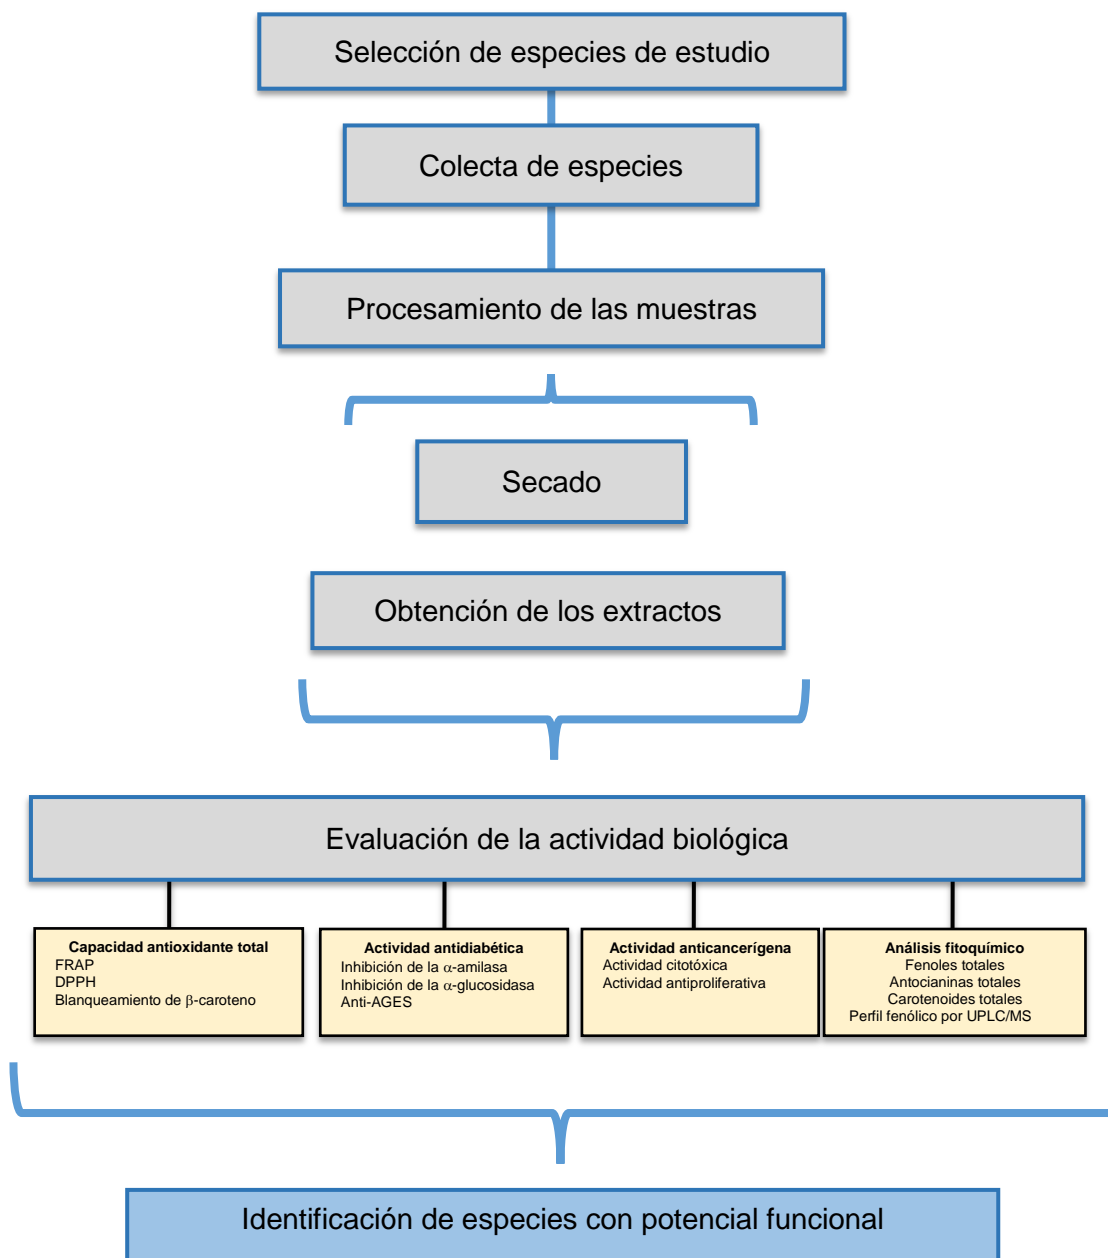 Selección de especies de estudio
Colecta de especies
Procesamiento de las muestras
Secado
Obtención de los extractos
Evaluación de la actividad biológica
Capacidad antioxidante total
FRAP
DPPH
Blanqueamiento de β-caroteno
Actividad antidiabética
Inhibición de la α-amilasa
Inhibición de la α-glucosidasa
Anti-AGES
Actividad anticancerígena
Actividad citotóxica
Actividad antiproliferativa
Análisis fitoquímico
Fenoles totales
Antocianinas totales
Carotenoides totales
Perfil fenólico por UPLC/MS
Identificación de especies con potencial funcional